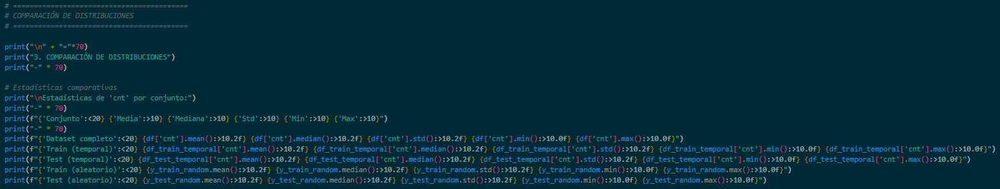 # ==========================================
# COMPARACIÓN DE DISTRIBUCIONES
# ==========================================
print("\n" + "="*70)
print("3. COMPARACIÓN DE DISTRIBUCIONES")
print("-" * 70)
# Estadísticas comparativas
print("\nEstadísticas de 'cnt' por conjunto:")
print("-" * 70)
print(f"{'Conjunto':<20} {'Media':>10} {'Mediana':>10} {'Std':>10} {'Min':>10} {'Max':>10}")
print("-" * 70)
print(f"{'Dataset completo':<20} {df['cnt'].mean():>10.2f} {df['cnt'].median():>10.2f} {df['cnt'].std():>10.2f} {df['cnt'].min():>10.0f} {df['cnt'].max():>10.0f}")
print(f"{'Train (temporal)':<20} {df_train_temporal['cnt'].mean():>10.2f} {df_train_temporal['cnt'].median():>10.2f} {df_train_temporal['cnt'].std():>10.2f} {df_train_temporal['cnt'].min():>10.0f} {df_train_temporal['cnt'].max():>10.0f}")
print(f"{'Test (temporal)':<20} {df_test_temporal['cnt'].mean():>10.2f} {df_test_temporal['cnt'].median():>10.2f} {df_test_temporal['cnt'].std():>10.2f} {df_test_temporal['cnt'].min():>10.0f} {df_test_temporal['cnt'].max():>10.0f}")
print(f"{'Train (aleatorio)':<20} {y_train_random.mean():>10.2f} {y_train_random.median():>10.2f} {y_train_random.std():>10.2f} {y_train_random.min():>10.0f} {y_train_random.max():>10.0f}")
print(f"{'Test (aleatorio)':<20} {y_test_random.mean():>10.2f} {y_test_random.median():>10.2f} {y_test_random.std():>10.2f} {y_test_random.min():>10.0f} {y_test_random.max():>10.0f}")